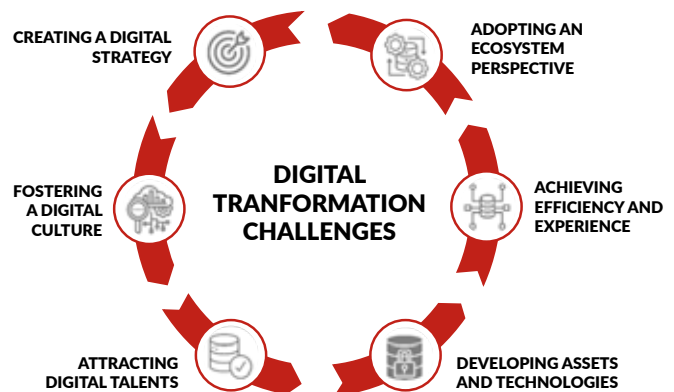 CREATING A DIGITAL
STRATEGY
ADOPTING AN
ECOSYSTEM
PERSPECTIVE
FOSTERING
A DIGITAL
CULTURE
DIGITAL
TRANFORMATION
CHALLENGES
ACHIEVING
EFFICIENCY AND
EXPERIENCE
ATTRACTING
DIGITAL TALENTS
DEVELOPING ASSETS
AND TECHNOLOGIES